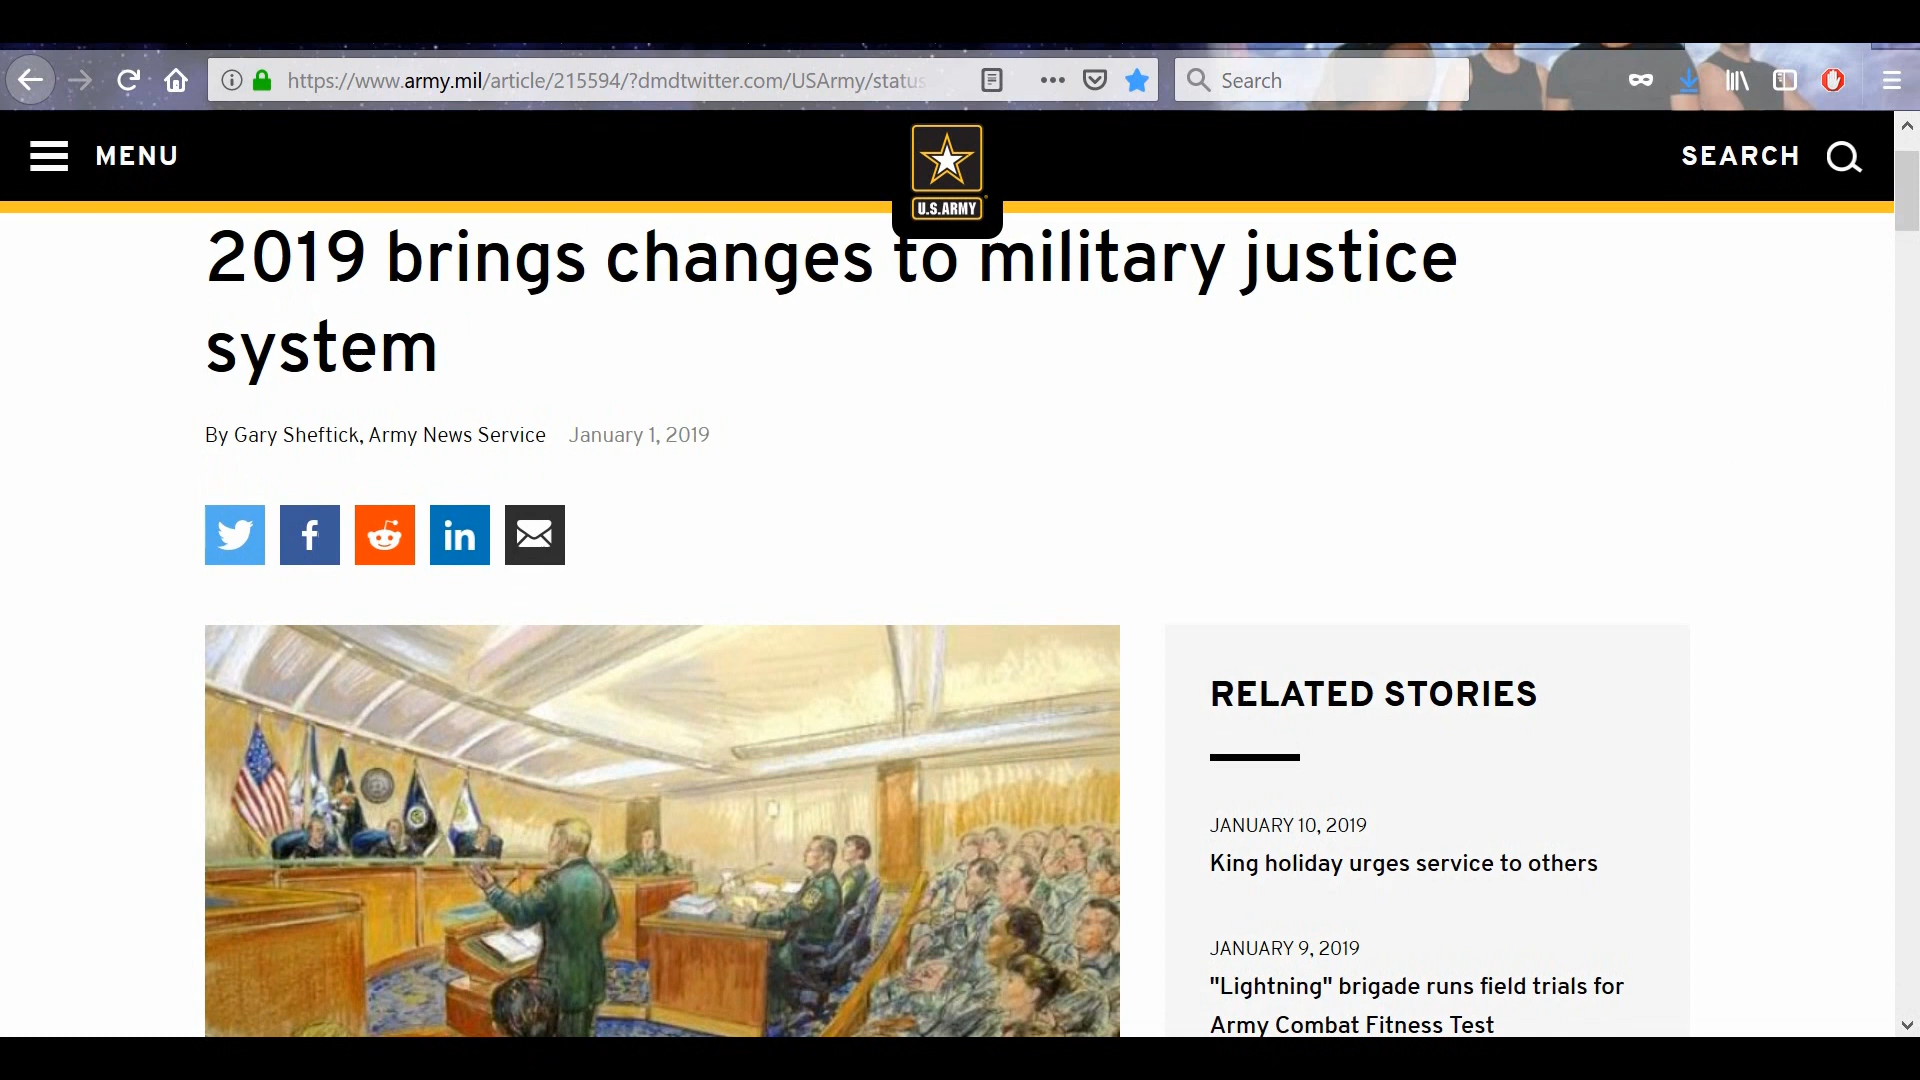 https://www.army.mil/article/215594/?dmdtwitter.com/USArmy/status
Search
MENU
U.S.ARMY
SEARCH
2019 brings changes to military justice
system
By Gary Sheftick, Army News Service January 1, 2019
f
in
RELATED STORIES
JANUARY 10, 2019
King holiday urges service to others
JANUARY 9, 2019
"Lightning" brigade runs field trials for
Army Combat Fitness Test